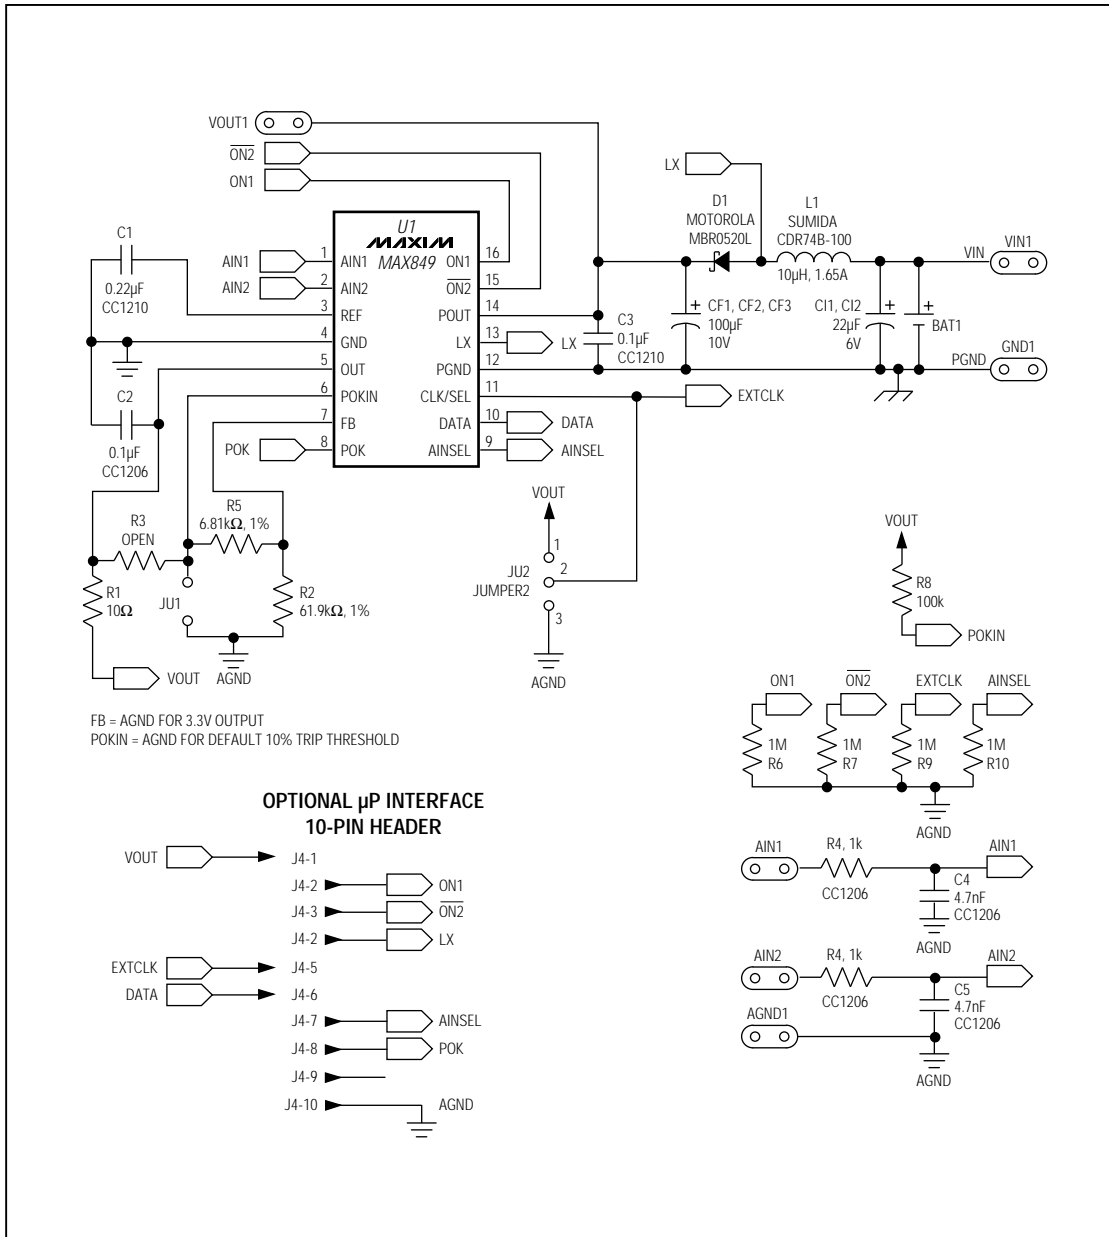 VOUT1
ON2
ON1
LX
D1
MOTOROLA
MBR0520L
L1
SUMIDA
CDR74B-100
10µH, 1.65A
VIN
VIN1
C1
0.22µF
CC1210
U1
MAXIM
MAX849
AIN1
AIN2
1 AIN1
2 AIN2
3 REF
4 GND
5 OUT
6 POKIN
7 FB
8 POK
ON1 16
ON2 15
POUT 14
LX 13
PGND 12
CLK/SEL 11
DATA 10
AINSEL 9
LX
C3
0.1µF
CC1210
+
CF1, CF2, CF3
100µF
10V
CI1, CI2
22µF
6V
+
+
BAT1
PGND
GND1
EXTCLK
DATA
AINSEL
C2
0.1µF
CC1206
POK
R3
OPEN
R5
6.81kΩ, 1%
R1
10Ω
JU1
R2
61.9kΩ, 1%
AGND
VOUT
VOUT
1
2
3
JU2
JUMPER2
AGND
VOUT
R8
100k
POKIN
FB = AGND FOR 3.3V OUTPUT
POKIN = AGND FOR DEFAULT 10% TRIP THRESHOLD
ON1
ON2
EXTCLK
AINSEL
1M
R6
1M
R7
1M
R9
1M
R10
AGND
OPTIONAL µP INTERFACE
10-PIN HEADER
VOUT
J4-1
J4-2
ON1
J4-3
ON2
J4-2
LX
EXTCLK
J4-5
DATA
J4-6
J4-7
AINSEL
J4-8
POK
J4-9
J4-10
AGND
AIN1
R4, 1k
CC1206
AIN1
C4
4.7nF
CC1206
AGND
AIN2
R4, 1k
CC1206
AIN2
C5
4.7nF
CC1206
AGND1
AGND